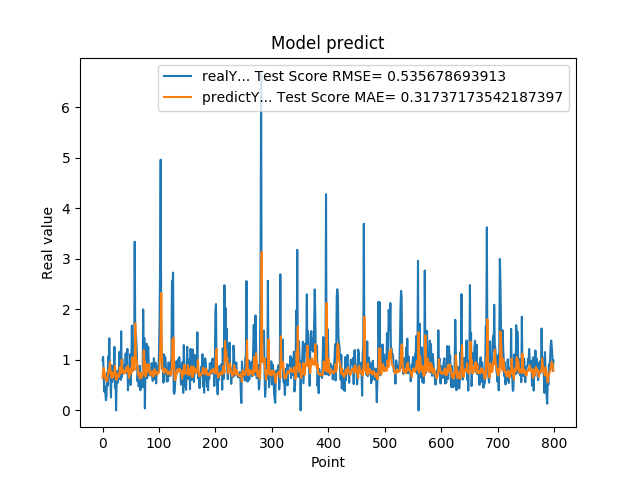 Model predict
realY... Test Score RMSE= 0.535678693913
predictY... Test Score MAE= 0.31737173542187397
Real value
6
5
4
3
2
1
0
0 100 200 300 400 500 600 700 800
Point